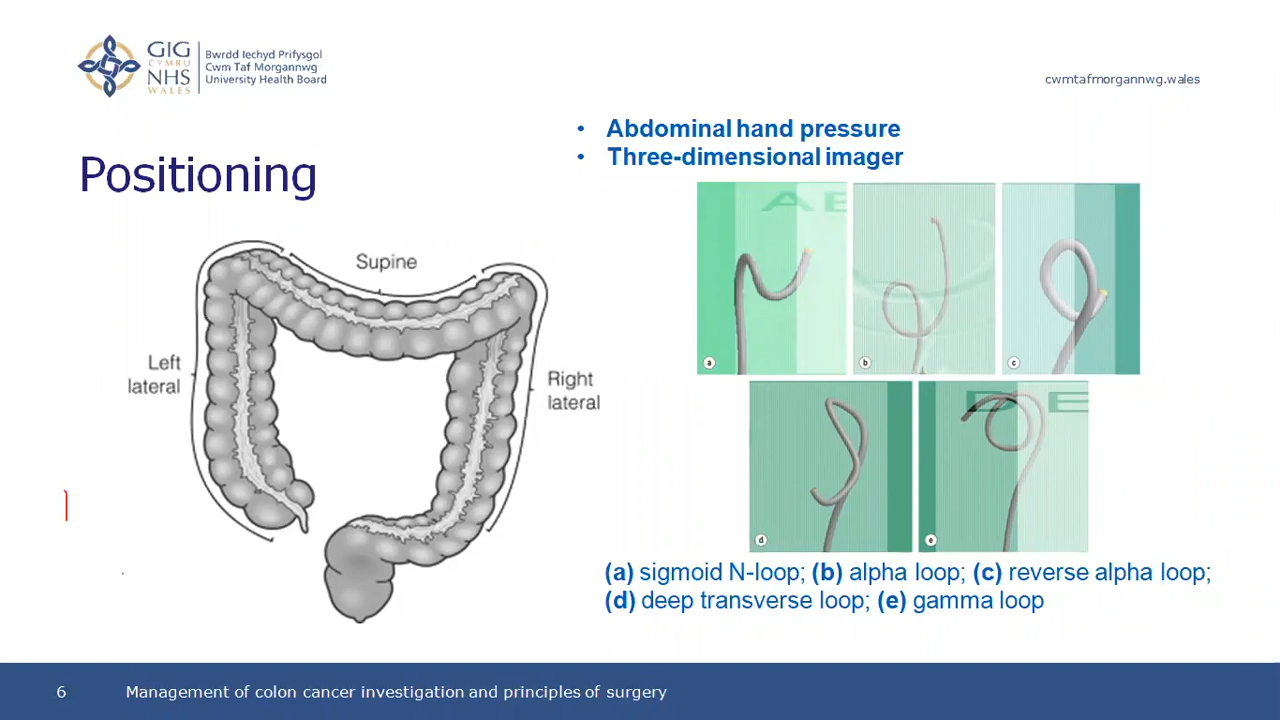 GIG
CYMRU
NHS
WALES
Bwrdd Iechyd Prifysgol
Cwm Taf Morgannwg
University Health Board
cwmtafmorgannwg.wales
• Abdominal hand pressure
• Three-dimensional imager
Positioning
Supine
Left
lateral
Right
lateral
AE
a
b
c
DE
d
e
(a) sigmoid N-loop; (b) alpha loop; (c) reverse alpha loop;
(d) deep transverse loop; (e) gamma loop
6
Management of colon cancer investigation and principles of surgery